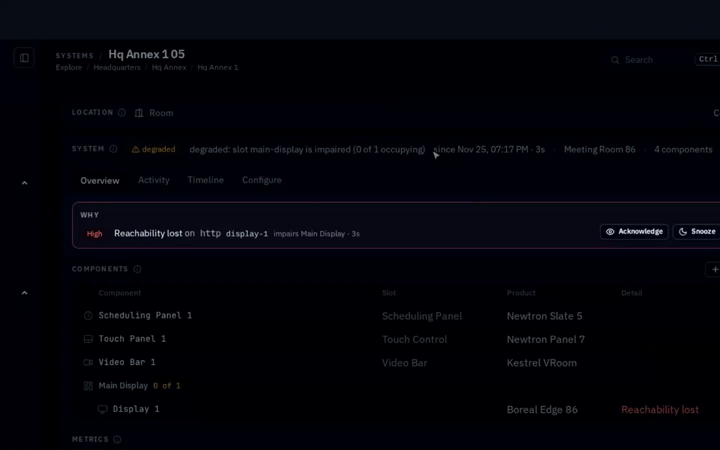 SYSTEMS / Hq Annex 1 05
Explore / Headquarters / Hq Annex / Hq Annex 1
Search
Ctrl
LOCATION Room
SYSTEM degraded degraded: slot main-display is impaired (0 of 1 occupying) since Nov 25, 07:17 PM · 3s · Meeting Room 86 · 4 components
Overview Activity Timeline Configure
WHY
High Reachability lost on http display-1 impairs Main Display · 3s Acknowledge Snooze
COMPONENTS
Component Slot Product Detail
Scheduling Panel 1 Scheduling Panel Newtron Slate 5
Touch Panel 1 Touch Control Newtron Panel 7
Video Bar 1 Video Bar Kestrel VRoom
Main Display 0 of 1
Display 1 Boreal Edge 86 Reachability lost
METRICS